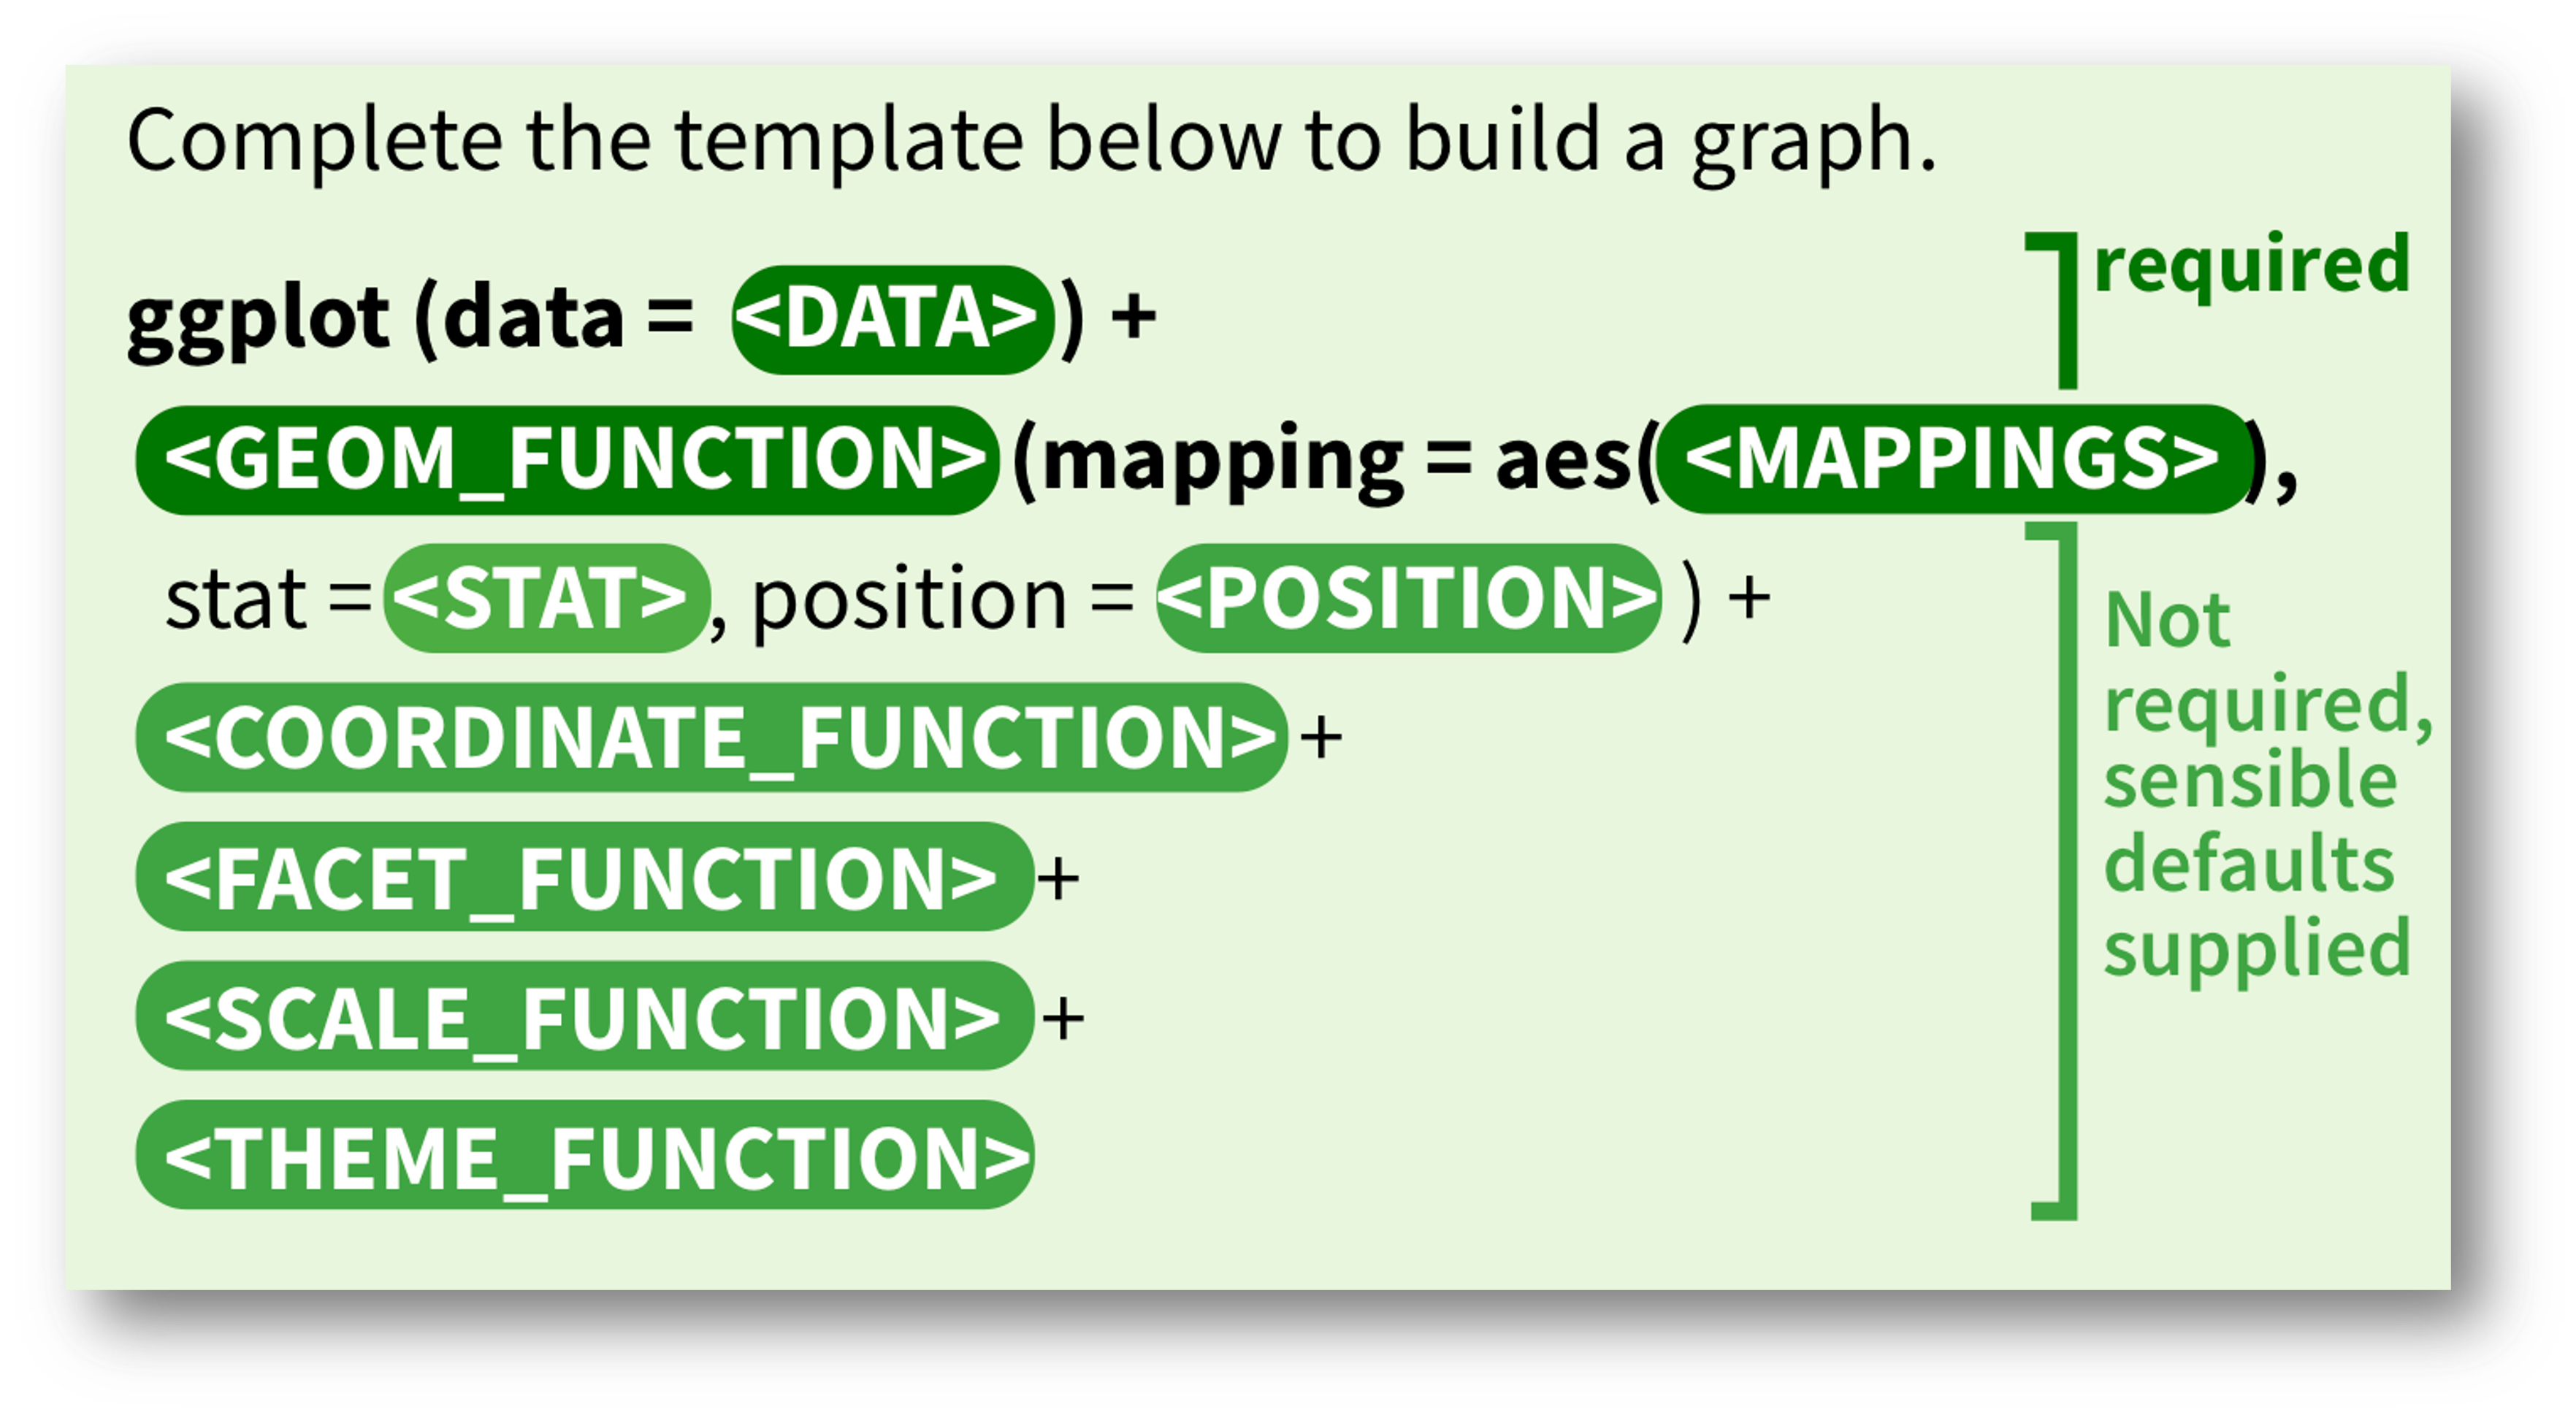 Complete the template below to build a graph.
required
ggplot (data = <DATA>) +
<GEOM_FUNCTION> (mapping = aes( <MAPPINGS> ),
stat = <STAT> , position = <POSITION> ) +
<COORDINATE_FUNCTION> +
<FACET_FUNCTION> +
<SCALE_FUNCTION> +
<THEME_FUNCTION>
Not
required,
sensible
defaults
supplied